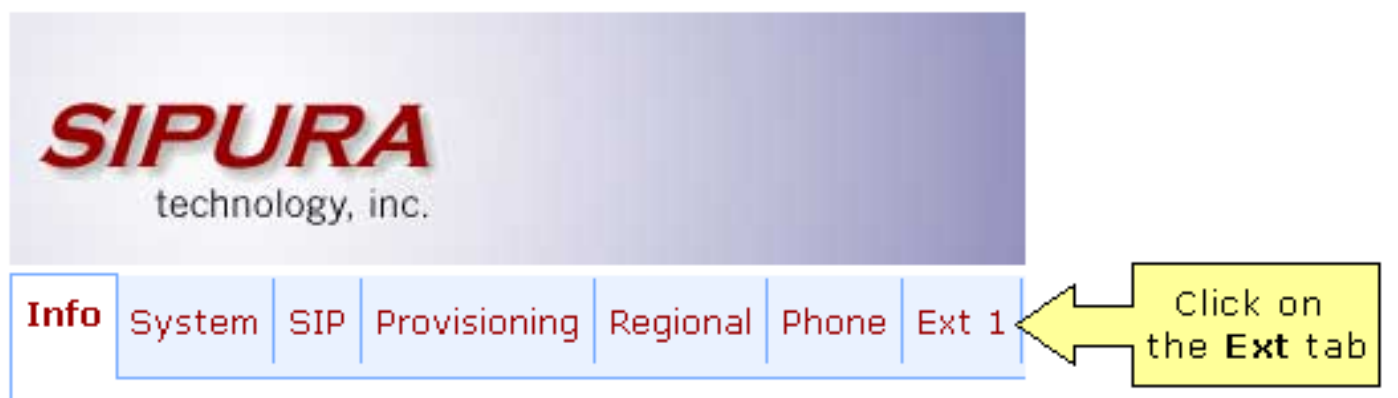 SIPURA
technology, inc.
Info System SIP Provisioning Regional Phone Ext 1
Click on
the Ext tab